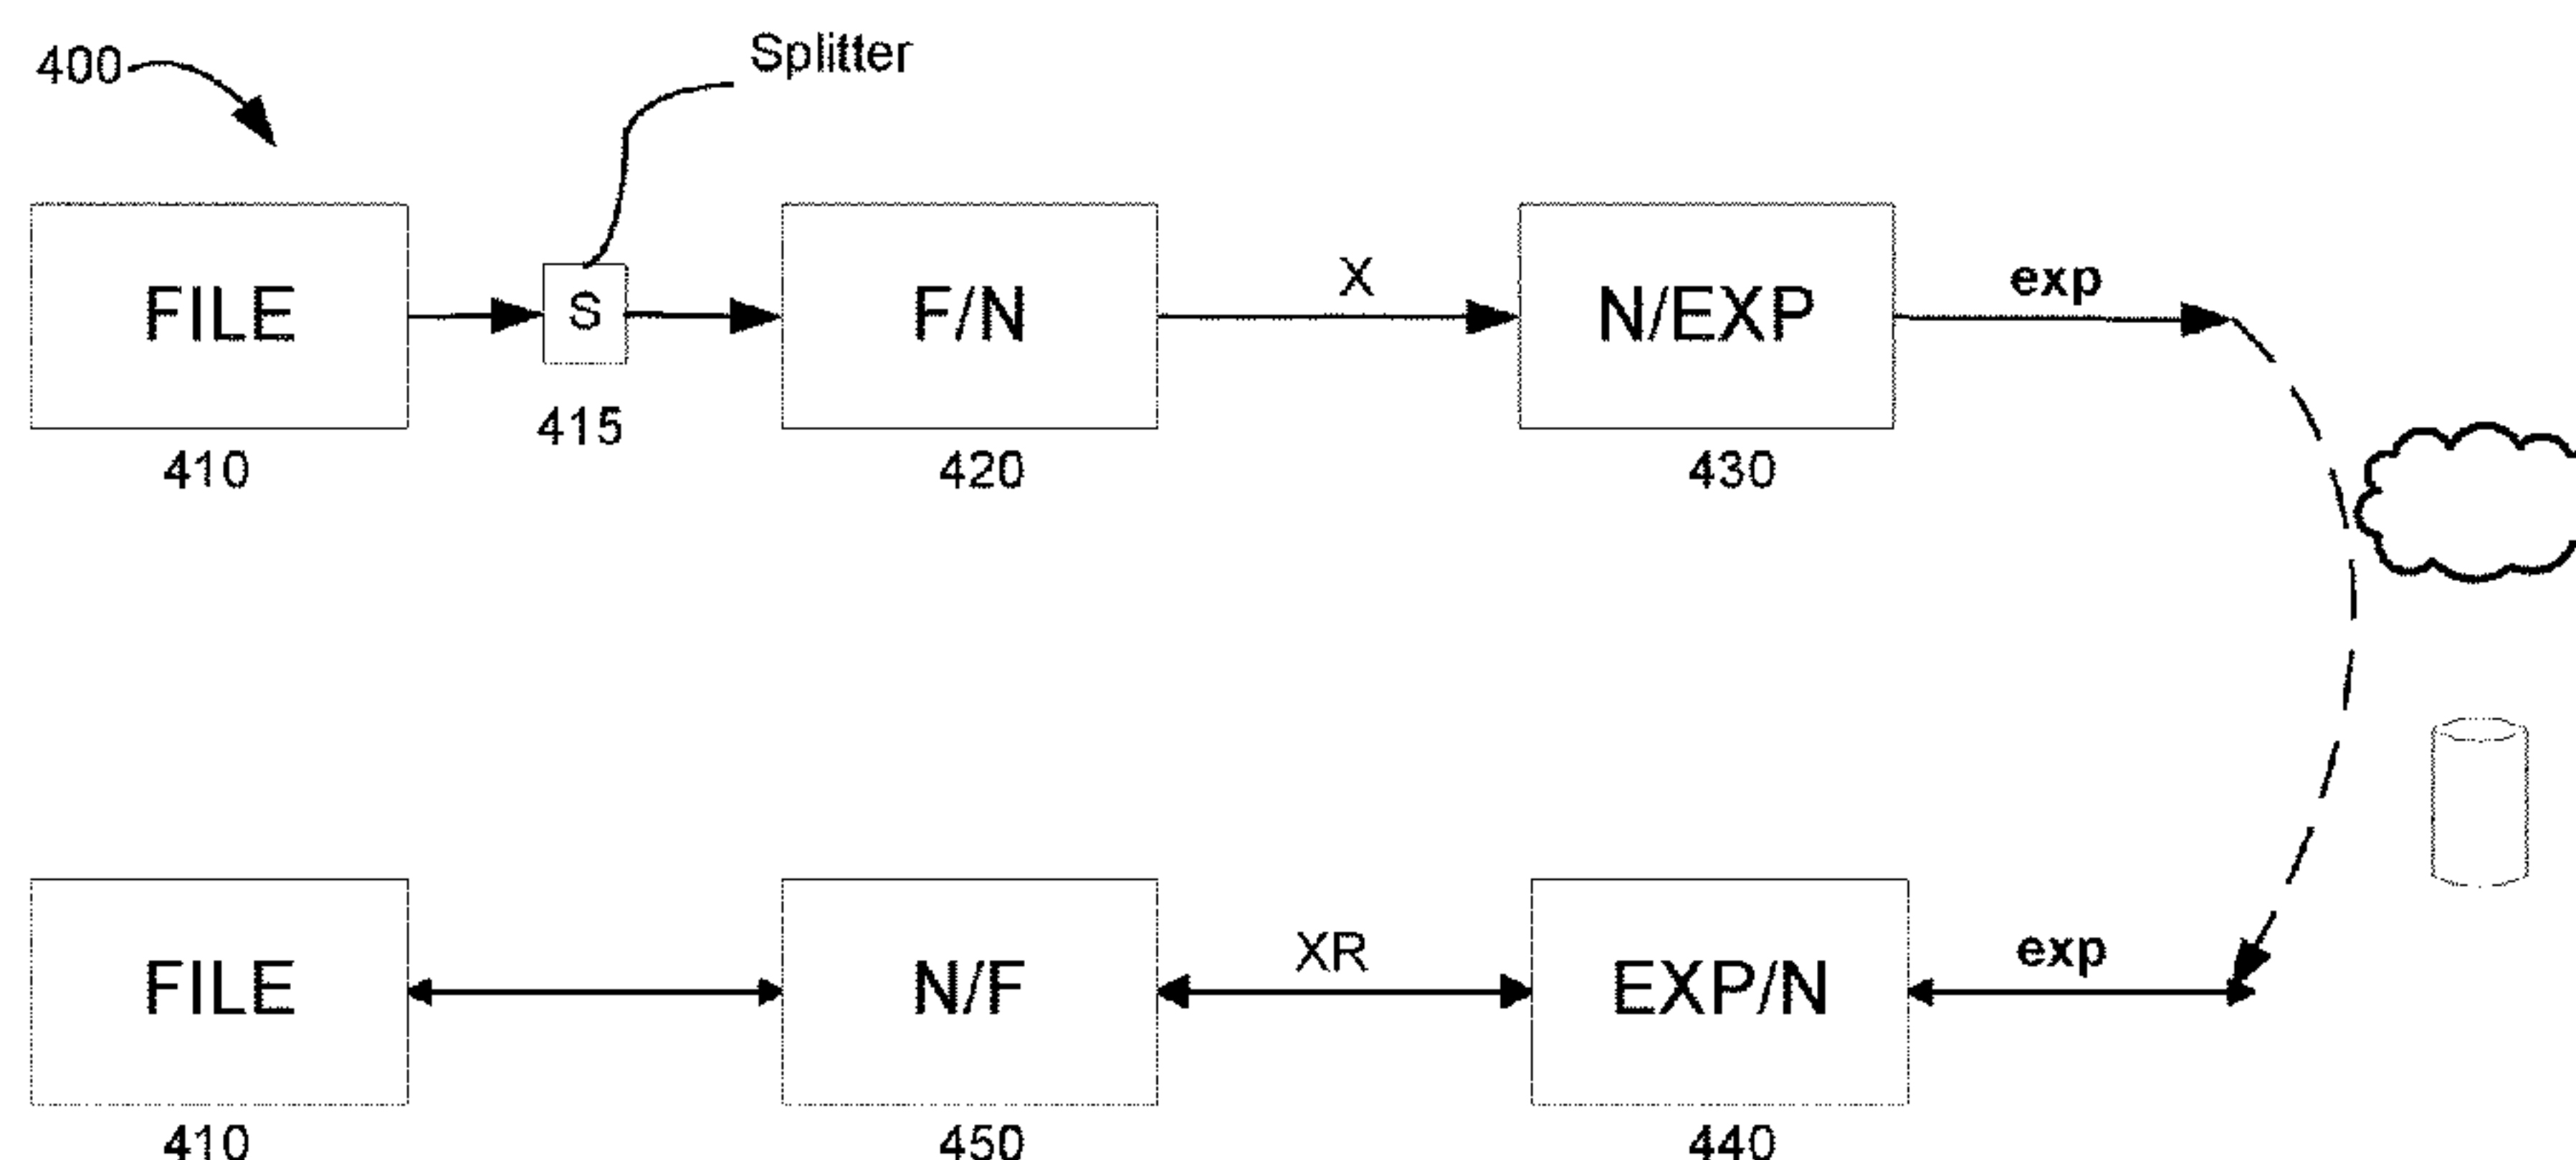 400
Splitter
FILE
S
F/N
X
N/EXP
exp
410
415
420
430
FILE
N/F
XR
EXP/N
exp
410
450
440